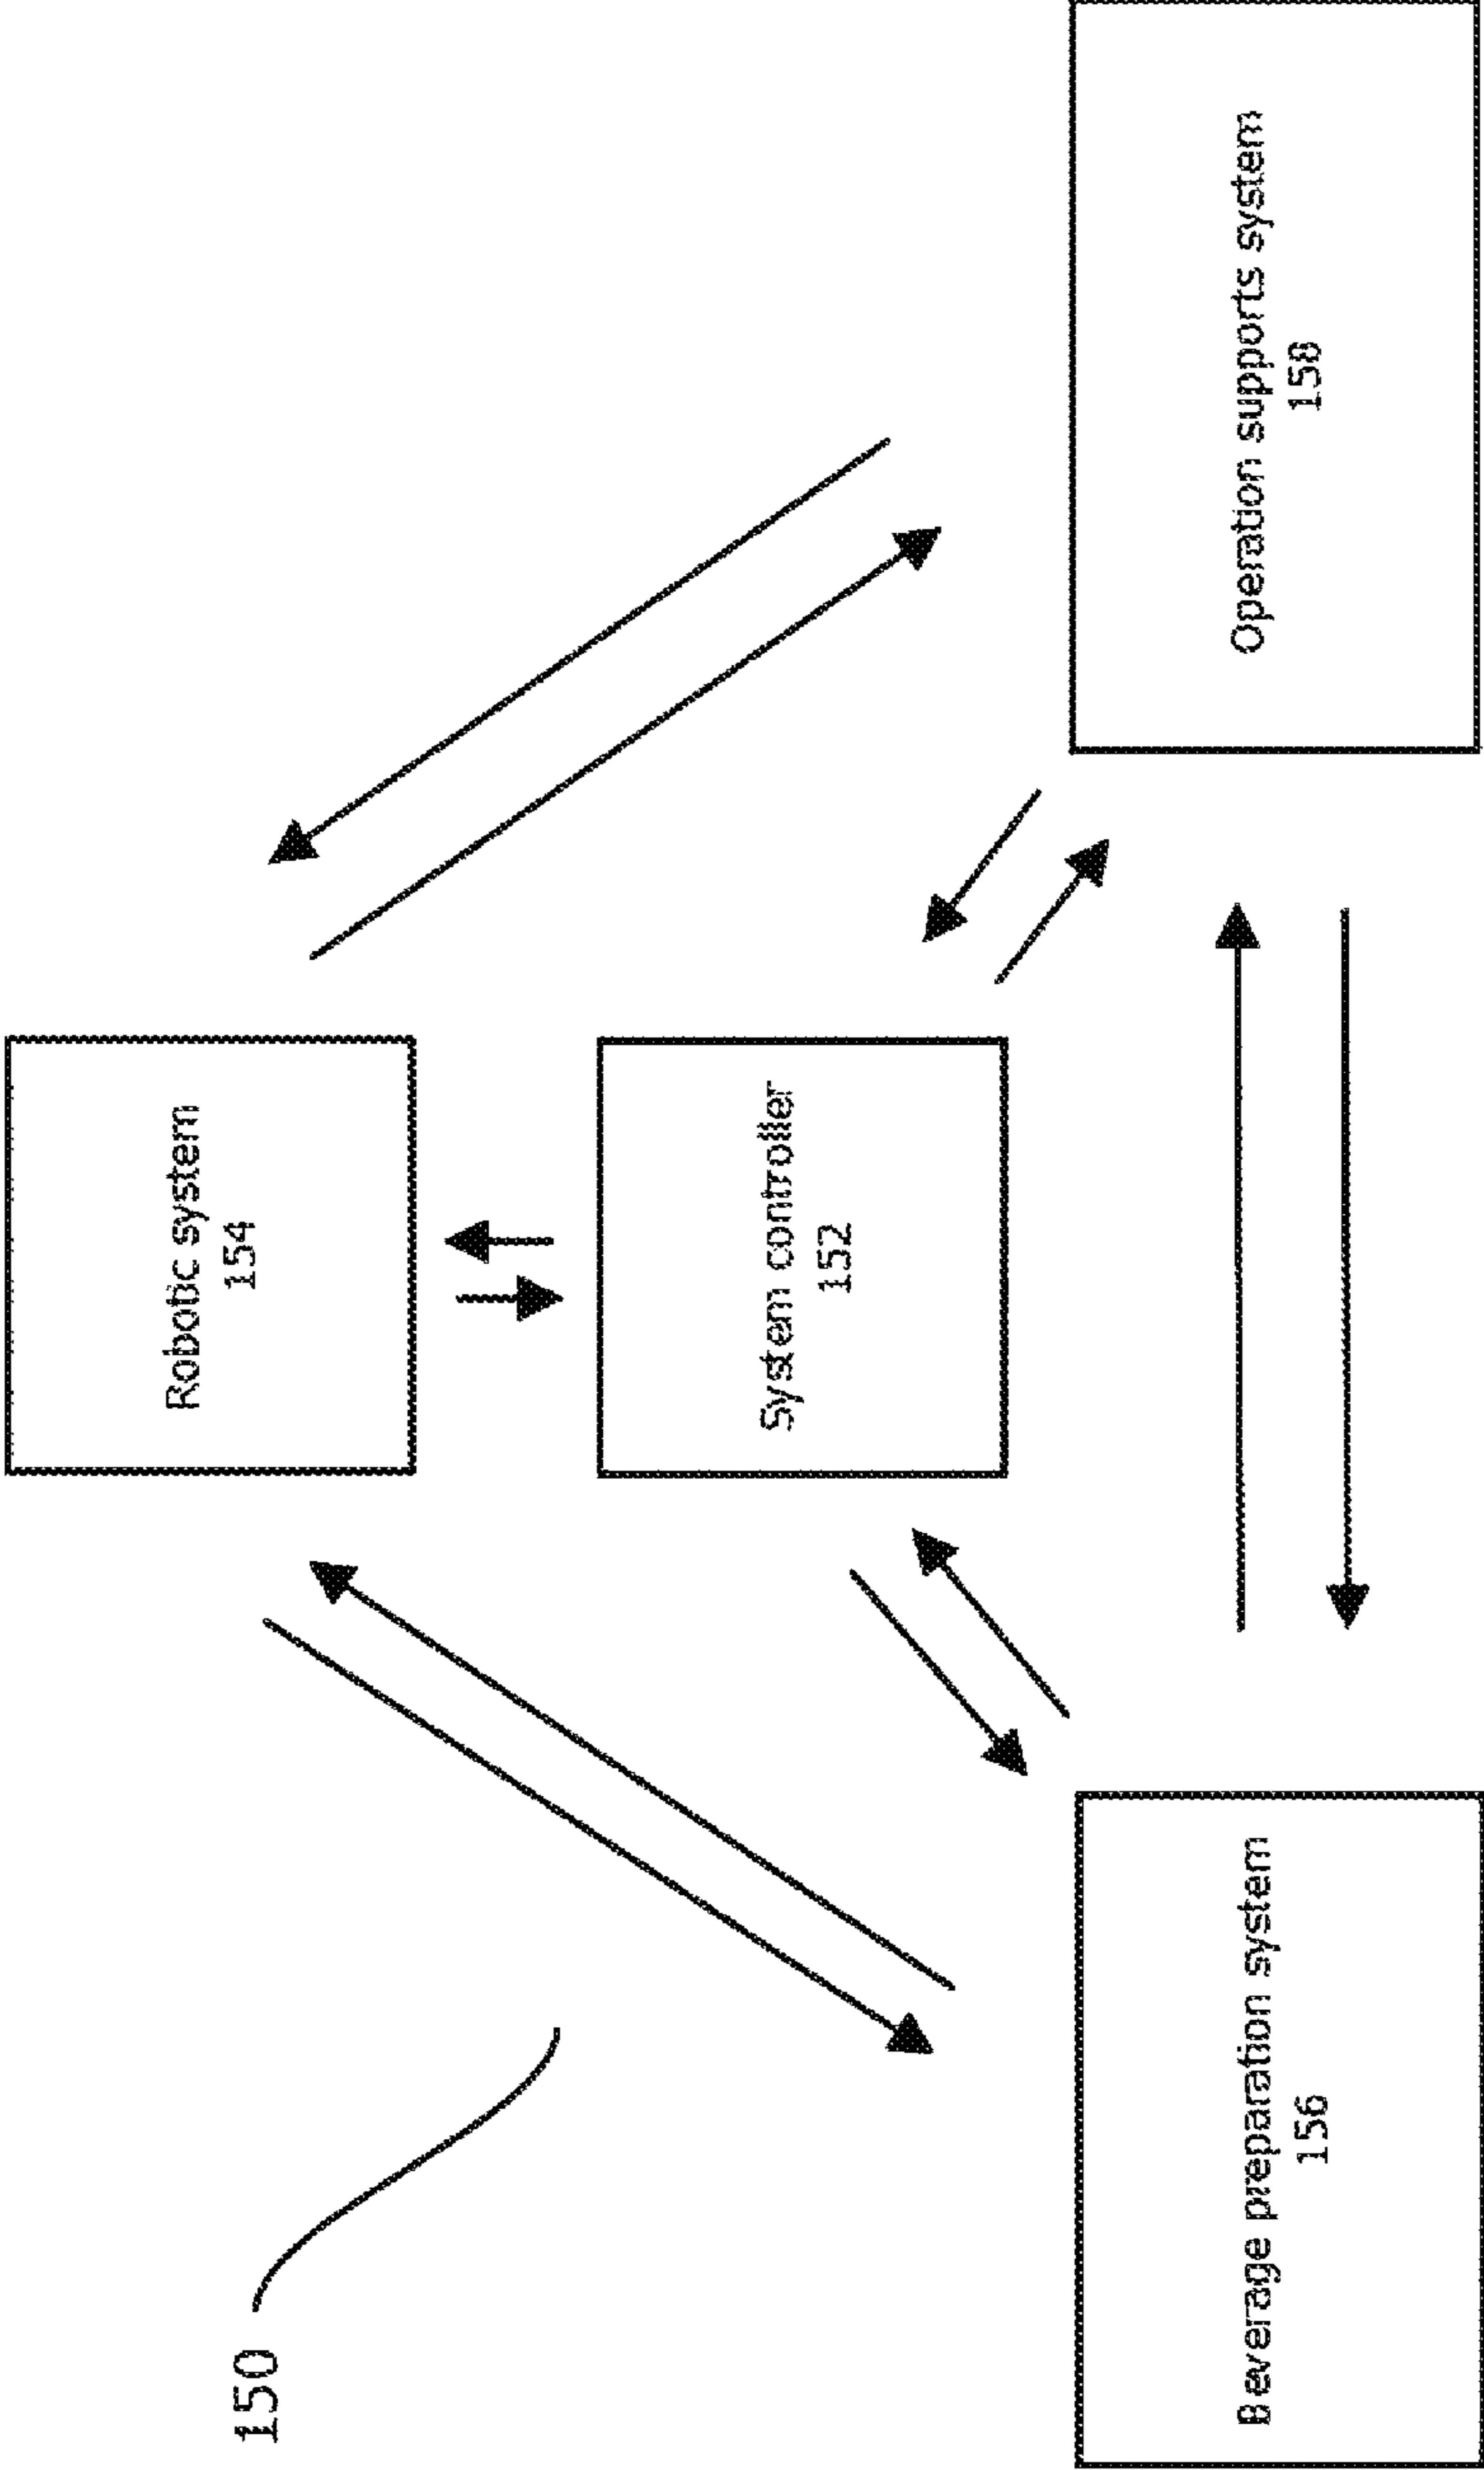 150
Robotic system
154
System controller
152
Beverage preparation system
156
Operation supports system
158